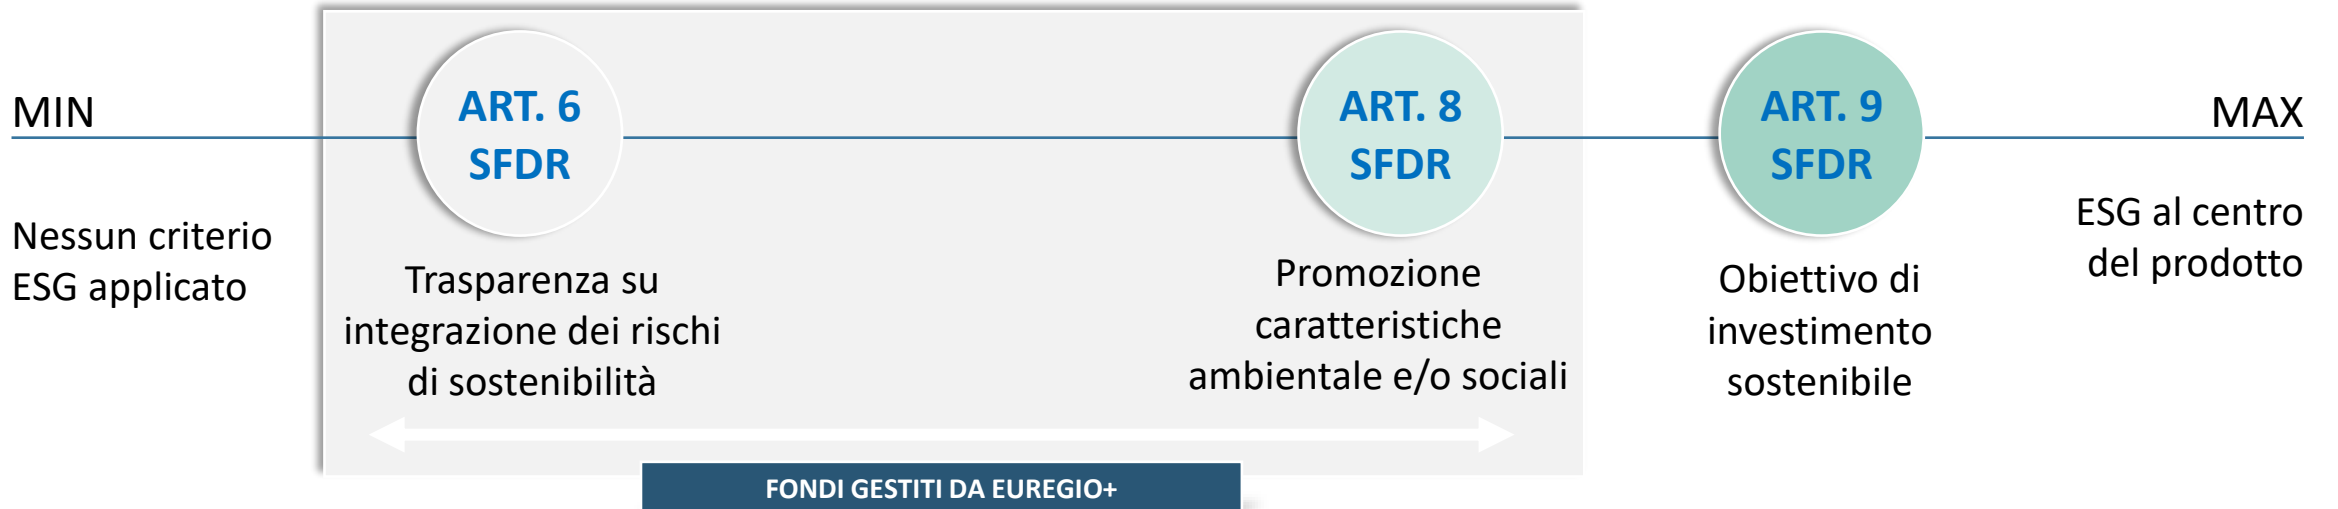 MIN
Nessun criterio
ESG applicato
ART. 6
SFDR
Trasparenza su
integrazione dei rischi
di sostenibilità
ART. 8
SFDR
Promozione
caratteristiche
ambientale e/o sociali
ART. 9
SFDR
Obiettivo di
investimento
sostenibile
MAX
ESG al centro
del prodotto
FONDI GESTITI DA EUREGIO+